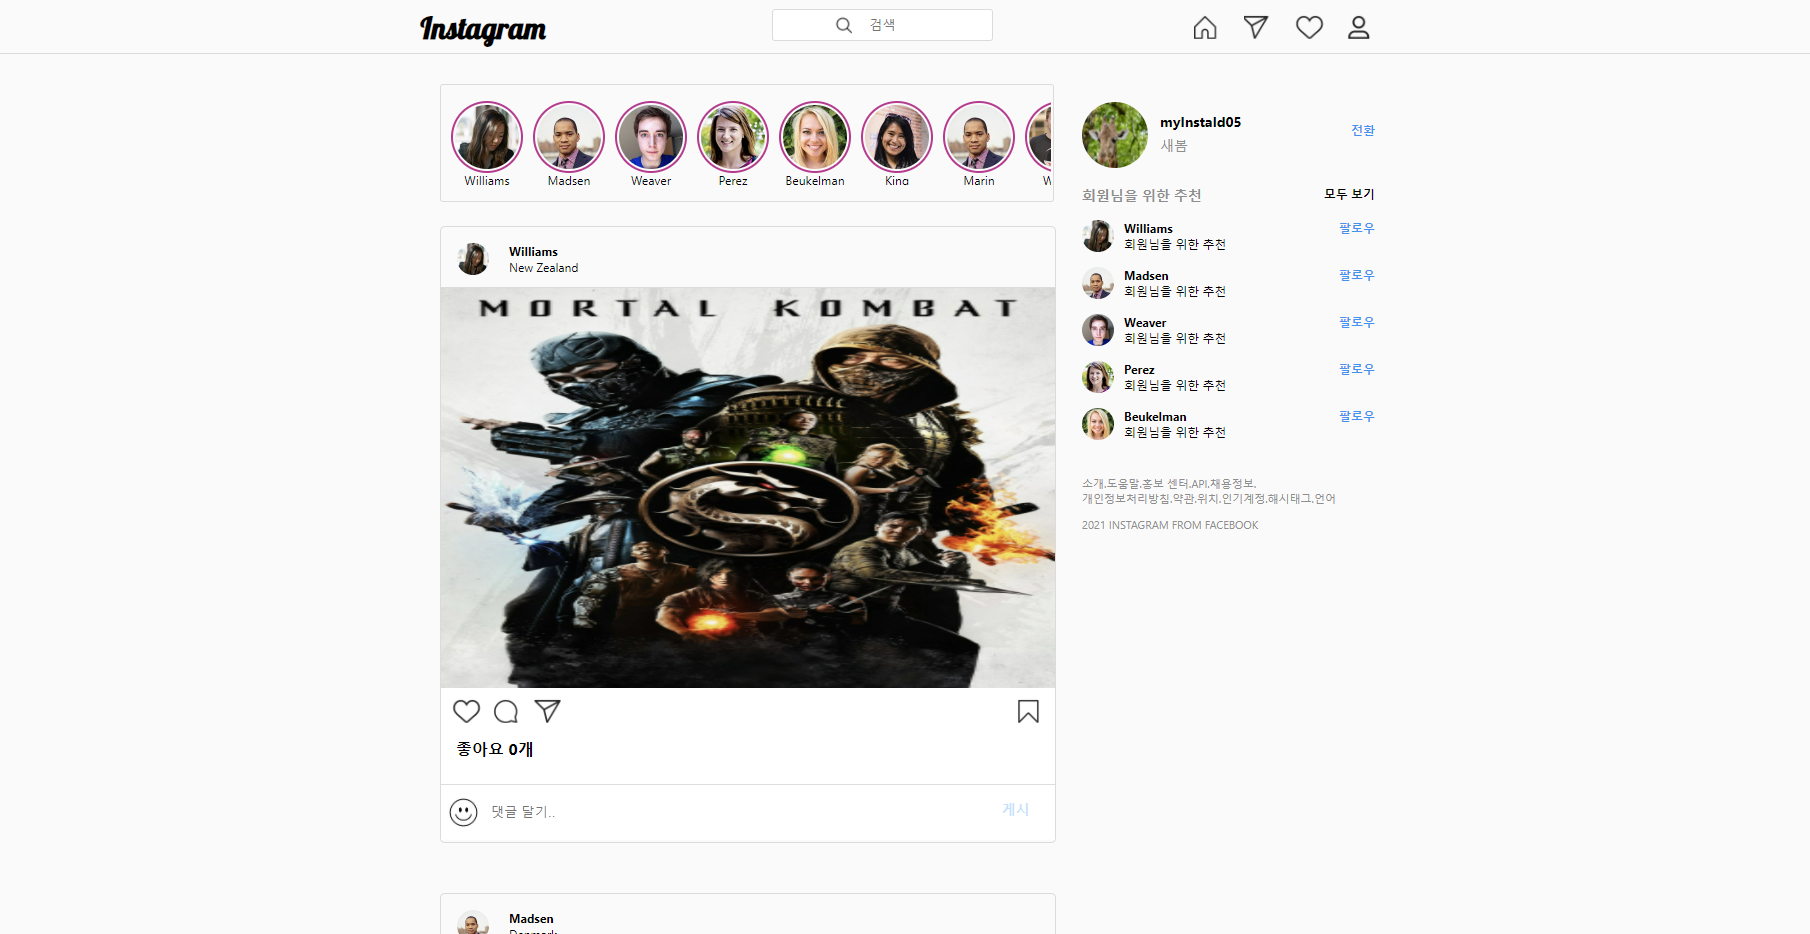 Instagram
검색
Williams
Madsen
Weaver
Perez
Beukelman
King
Marin
W
myInstaId05
새봄
전환
회원님을 위한 추천
모두 보기
Williams
회원님을 위한 추천
팔로우
Madsen
회원님을 위한 추천
팔로우
Weaver
회원님을 위한 추천
팔로우
Perez
회원님을 위한 추천
팔로우
Beukelman
회원님을 위한 추천
팔로우
소개.도움말.홍보 센터.API.채용정보.
개인정보처리방침.약관.위치.인기계정.해시태그.언어
2021 INSTAGRAM FROM FACEBOOK
Williams
New Zealand
MORTAL KOMBAT
좋아요 0개
댓글 달기..
게시
Madsen
Denmark